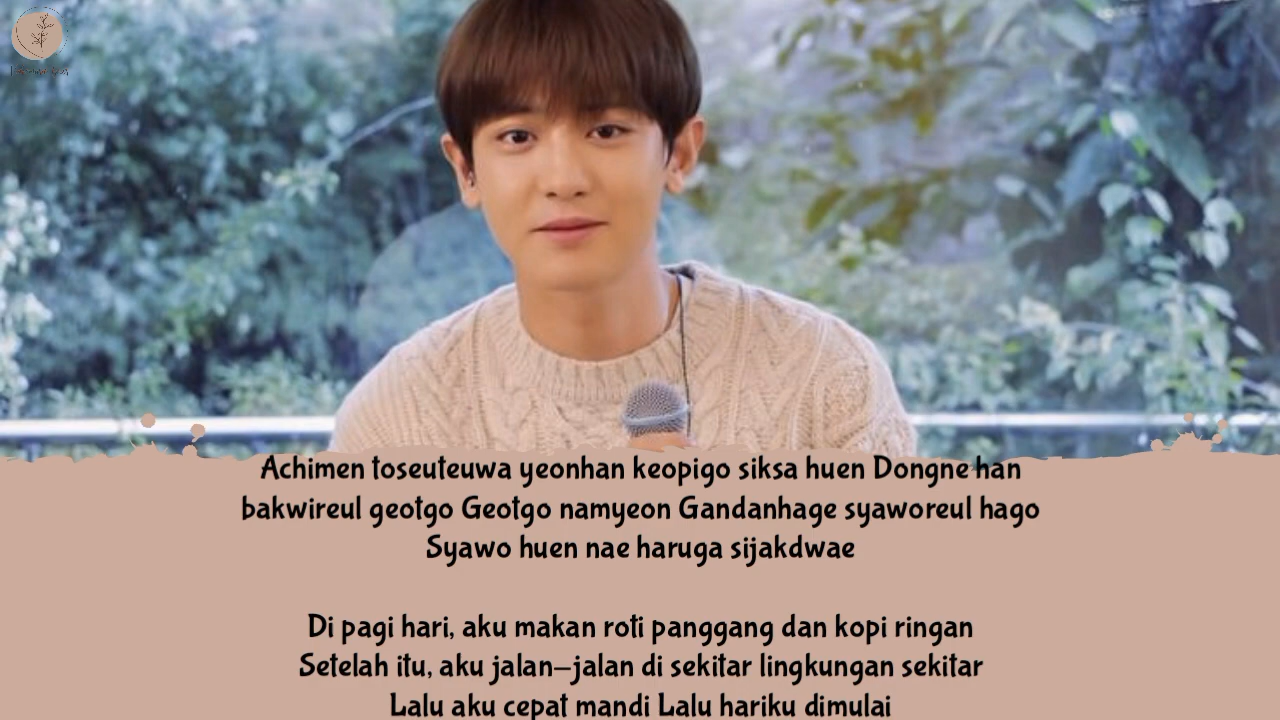 Achimen toseuteuwa yeonhan keopigo siksa huen Dongne han
bakwireul geotgo Geotgo namyeon Gandanhage syaworeul hago
Syawo huen nae haruga sijakdwae
Di pagi hari, aku makan roti panggang dan kopi ringan
Setelah itu, aku jalan-jalan di sekitar lingkungan sekitar
Lalu aku cepat mandi Lalu hariku dimulai